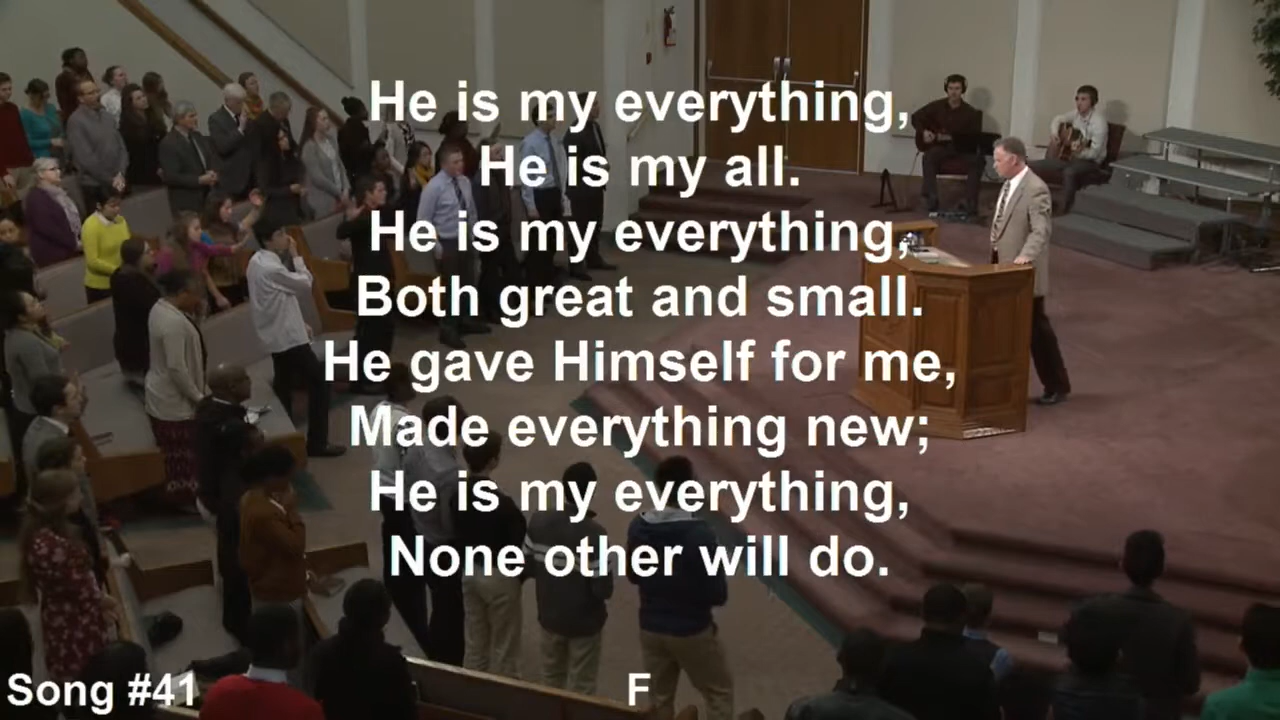 He is my everything,
He is my all.
He is my everything,
Both great and small.
He gave Himself for me,
Made everything new;
He is my everything,
None other will do.
Song #41
F